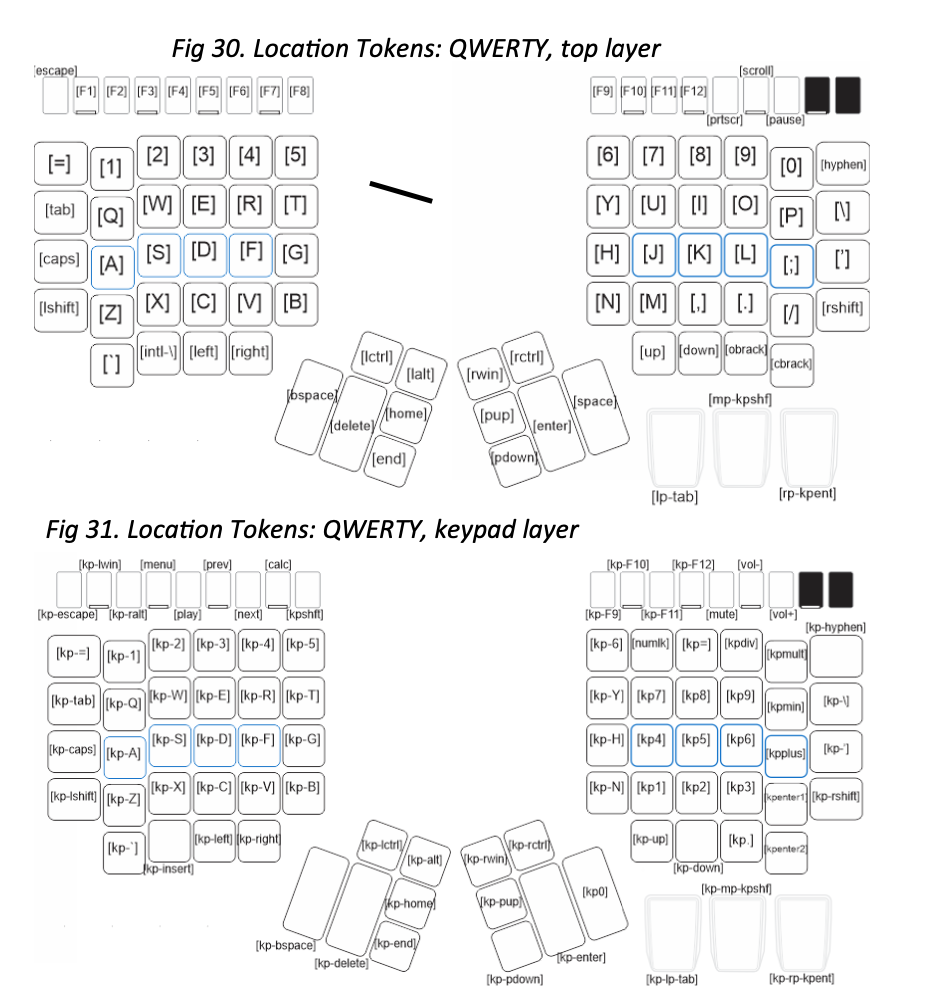 Fig 30. Location Tokens: QWERTY, top layer
[escape] [scroll]
[F1] [F2] [F3] [F4] [F5] [F6] [F7] [F8] [F9] [F10] [F11] [F12]
[prtscr] [pause]
[=] [1] [2] [3] [4] [5] [6] [7] [8] [9] [0] [hyphen]
[tab] [Q] [W] [E] [R] [T] [Y] [U] [I] [O] [P] [\]
[caps] [A] [S] [D] [F] [G] [H] [J] [K] [L] [;] [']
[lshift] [Z] [X] [C] [V] [B] [N] [M] [,] [.] [/] [rshift]
[`] [intl-\] [left] [right] [up] [down] [obrack] [cbrack]
[lctrl] [lalt] [rwin] [rctrl]
[bspace] [delete] [home] [pup] [enter] [space]
[end] [pdown]
[mp-kpshf]
[lp-tab] [rp-kpent]
Fig 31. Location Tokens: QWERTY, keypad layer
[kp-lwin] [menu] [prev] [calc] [kp-F10] [kp-F12] [vol-]
[kp-escape] [kp-ralt] [play] [next] [kpshft] [kp-F9] [kp-F11] [mute] [vol+]
[kp-=] [kp-1] [kp-2] [kp-3] [kp-4] [kp-5] [kp-6] [numlk] [kp=] [kpdiv] [kpmult] [kp-hyphen]
[kp-tab] [kp-Q] [kp-W] [kp-E] [kp-R] [kp-T] [kp-Y] [kp7] [kp8] [kp9] [kpmin] [kp-\]
[kp-caps] [kp-A] [kp-S] [kp-D] [kp-F] [kp-G] [kp-H] [kp4] [kp5] [kp6] [kpplus] [kp-']
[kp-lshift] [kp-Z] [kp-X] [kp-C] [kp-V] [kp-B] [kp-N] [kp1] [kp2] [kp3] [kpenter1] [kp-rshift]
[kp-`] [kp-insert] [kp-left] [kp-right] [kp-up] [kp-down] [kp.] [kpenter2]
[kp-lctrl] [kp-alt] [kp-rwin] [kp-rctrl]
[kp-home] [kp-pup] [kp0]
[kp-bspace] [kp-delete] [kp-end] [kp-pdown] [kp-enter]
[kp-mp-kpshf]
[kp-lp-tab] [kp-rp-kpent]